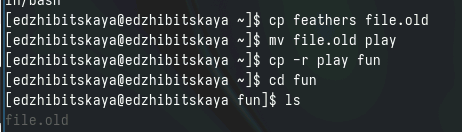 in/bash
[edzhibitskaya@edzhibitskaya ~]$ cp feathers file.old
[edzhibitskaya@edzhibitskaya ~]$ mv file.old play
[edzhibitskaya@edzhibitskaya ~]$ cp -r play fun
[edzhibitskaya@edzhibitskaya ~]$ cd fun
[edzhibitskaya@edzhibitskaya fun]$ ls
file.old